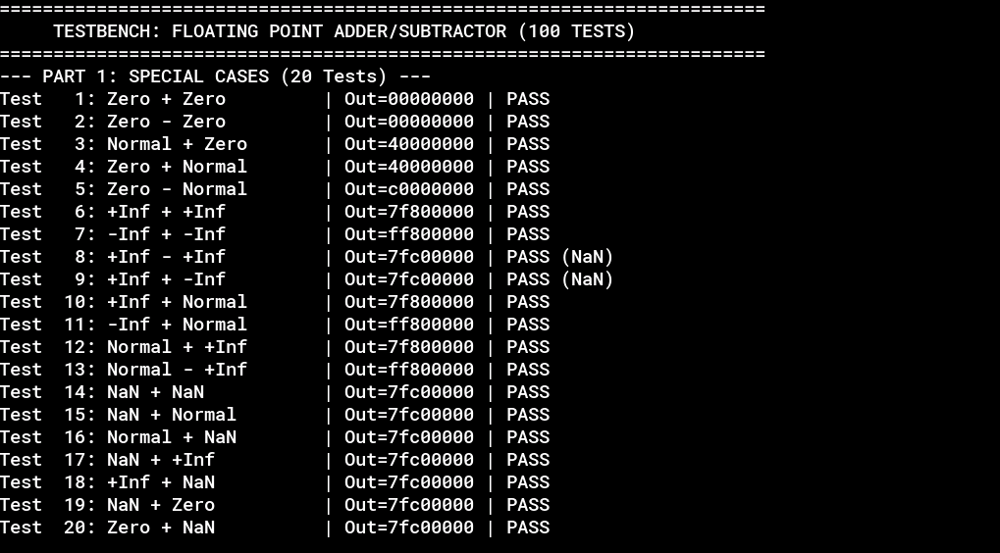 =======================================================================
TESTBENCH: FLOATING POINT ADDER/SUBTRACTOR (100 TESTS)
=======================================================================
--- PART 1: SPECIAL CASES (20 Tests) ---
Test   1: Zero + Zero         | Out=00000000 | PASS
Test   2: Zero - Zero         | Out=00000000 | PASS
Test   3: Normal + Zero       | Out=40000000 | PASS
Test   4: Zero + Normal       | Out=40000000 | PASS
Test   5: Zero - Normal       | Out=c0000000 | PASS
Test   6: +Inf + +Inf         | Out=7f800000 | PASS
Test   7: -Inf + -Inf         | Out=ff800000 | PASS
Test   8: +Inf - +Inf         | Out=7fc00000 | PASS (NaN)
Test   9: +Inf + -Inf         | Out=7fc00000 | PASS (NaN)
Test  10: +Inf + Normal       | Out=7f800000 | PASS
Test  11: -Inf + Normal       | Out=ff800000 | PASS
Test  12: Normal + +Inf       | Out=7f800000 | PASS
Test  13: Normal - +Inf       | Out=ff800000 | PASS
Test  14: NaN + NaN           | Out=7fc00000 | PASS
Test  15: NaN + Normal        | Out=7fc00000 | PASS
Test  16: Normal + NaN        | Out=7fc00000 | PASS
Test  17: NaN + +Inf          | Out=7fc00000 | PASS
Test  18: +Inf + NaN          | Out=7fc00000 | PASS
Test  19: NaN + Zero          | Out=7fc00000 | PASS
Test  20: Zero + NaN          | Out=7fc00000 | PASS